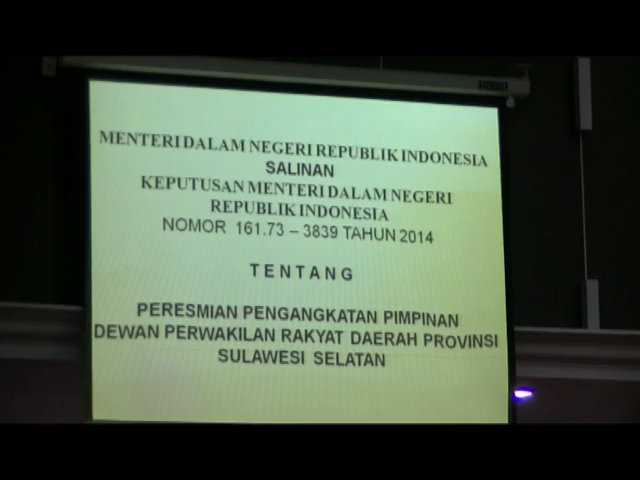 MENTERI DALAM NEGERI REPUBLIK INDONESIA
SALINAN
KEPUTUSAN MENTERI DALAM NEGERI
REPUBLIK INDONESIA
NOMOR 161.73 – 3839 TAHUN 2014
T E N T A N G
PERESMIAN PENGANGKATAN PIMPINAN
DEWAN PERWAKILAN RAKYAT DAERAH PROVINSI
SULAWESI SELATAN